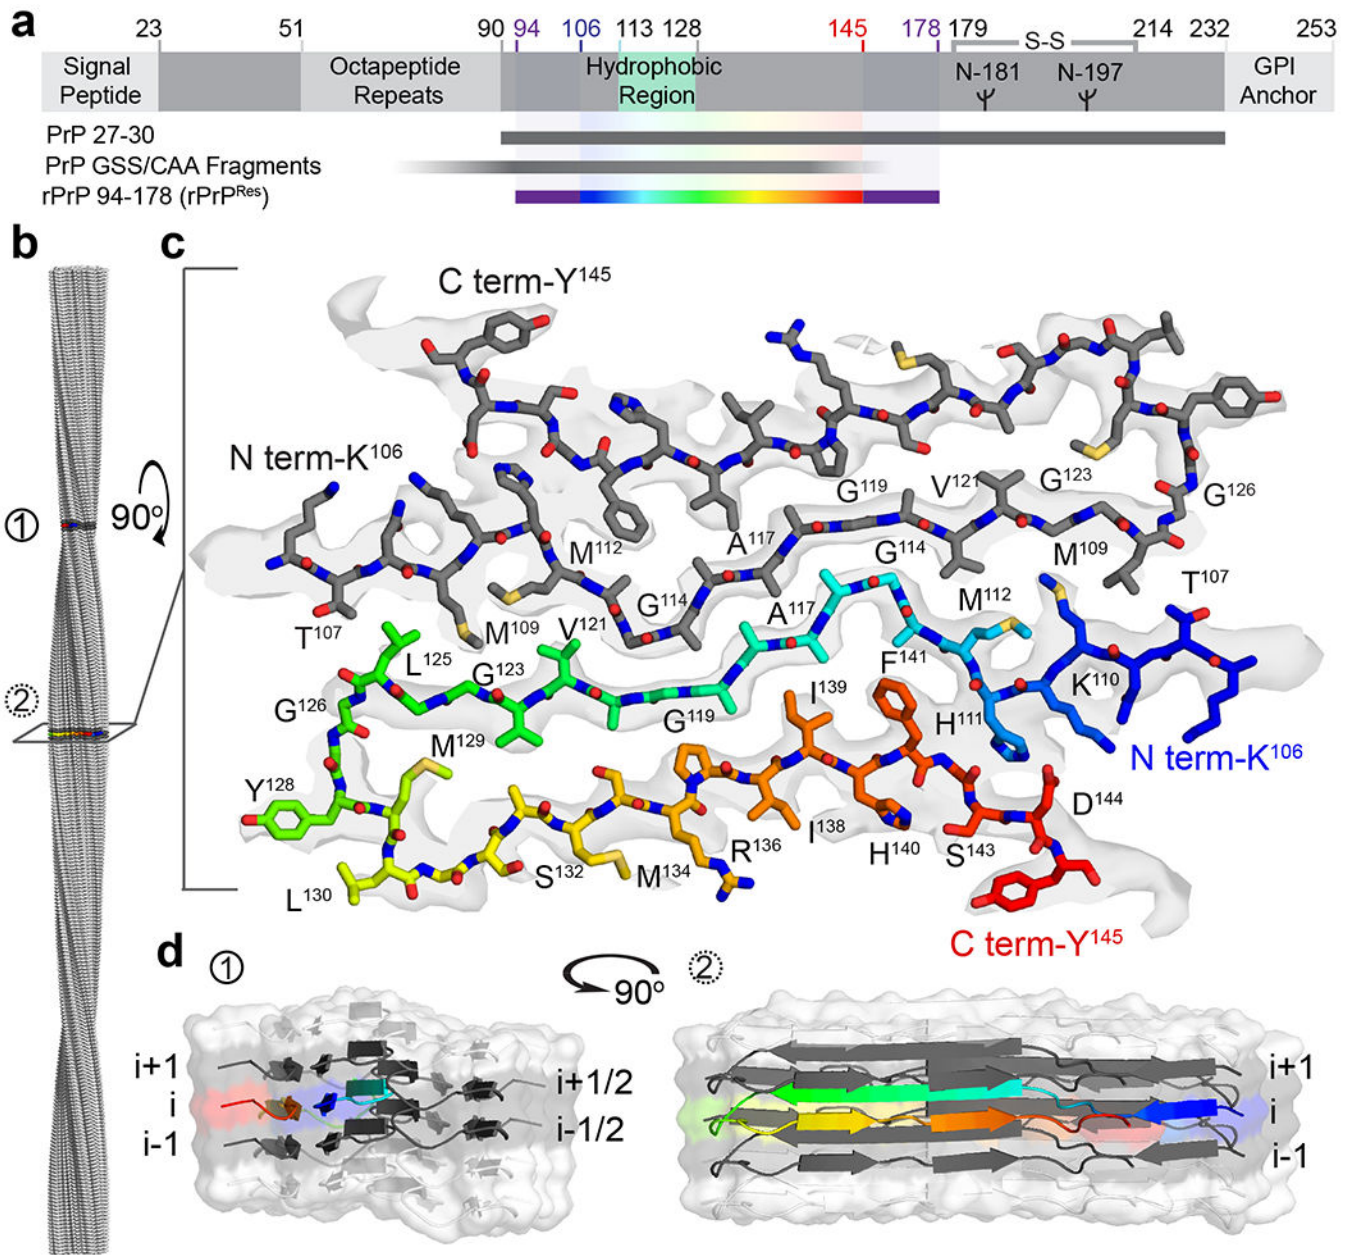 a
23 51 90 94 106 113 128 145 178 179 214 232 253
S-S
Signal Peptide
Octapeptide Repeats
Hydrophobic Region
N-181 N-197
GPI Anchor
PrP 27-30
PrP GSS/CAA Fragments
rPrP 94-178 (rPrP^Res)
b
①
②
90º
c
C term-Y¹⁴⁵
N term-K¹⁰⁶
G¹¹⁹
V¹²¹
G¹²³
G¹²⁶
M¹¹²
A¹¹⁷
G¹¹⁴
M¹⁰⁹
T¹⁰⁷
G¹¹⁴
A¹¹⁷
M¹¹²
T¹⁰⁷
M¹⁰⁹
V¹²¹
L¹²⁵
G¹²³
F¹⁴¹
K¹¹⁰
I¹³⁹
G¹²⁶
G¹¹⁹
H¹¹¹
M¹²⁹
N term-K¹⁰⁶
Y¹²⁸
D¹⁴⁴
I¹³⁸
R¹³⁶
H¹⁴⁰
S¹⁴³
S¹³²
M¹³⁴
L¹³⁰
C term-Y¹⁴⁵
d
①
90º
②
i+1
i
i-1
i+1/2
i-1/2
i+1
i
i-1